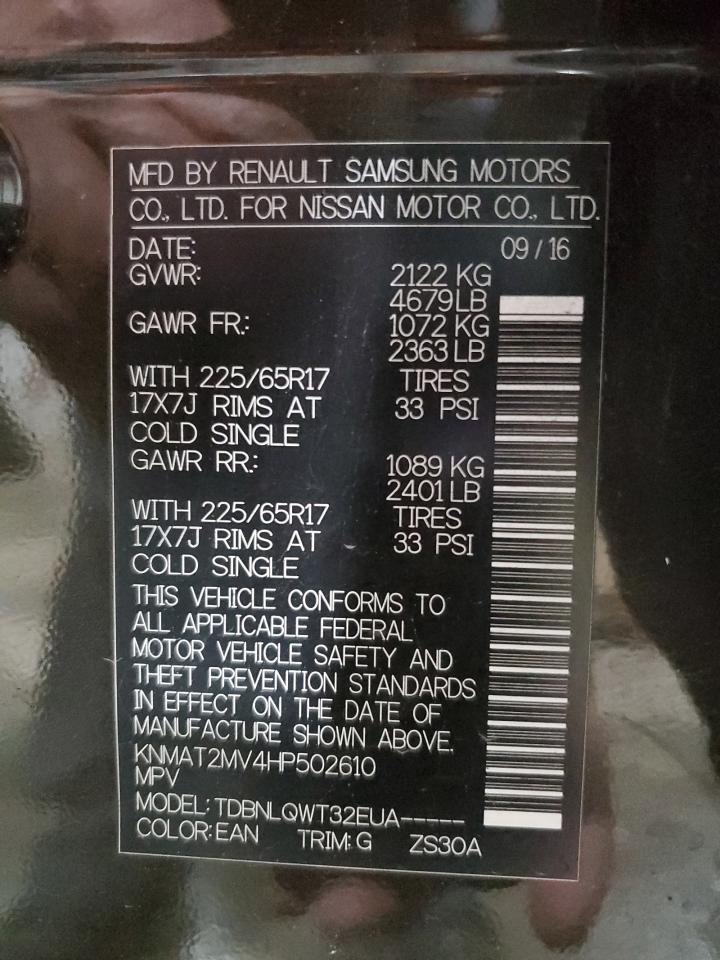 MFD BY RENAULT SAMSUNG MOTORS
CO., LTD. FOR NISSAN MOTOR CO., LTD.
DATE: 09 / 16
GVWR: 2122 KG
4679 LB
GAWR FR.: 1072 KG
2363 LB
WITH 225/65R17 TIRES
17X7J RIMS AT 33 PSI
COLD SINGLE
GAWR RR.: 1089 KG
2401 LB
WITH 225/65R17 TIRES
17X7J RIMS AT 33 PSI
COLD SINGLE
THIS VEHICLE CONFORMS TO
ALL APPLICABLE FEDERAL
MOTOR VEHICLE SAFETY AND
THEFT PREVENTION STANDARDS
IN EFFECT ON THE DATE OF
MANUFACTURE SHOWN ABOVE.
KNMAT2MV4HP502610
MPV
MODEL: TDBNLQWT32EUA-----
COLOR: EAN TRIM: G ZS30A